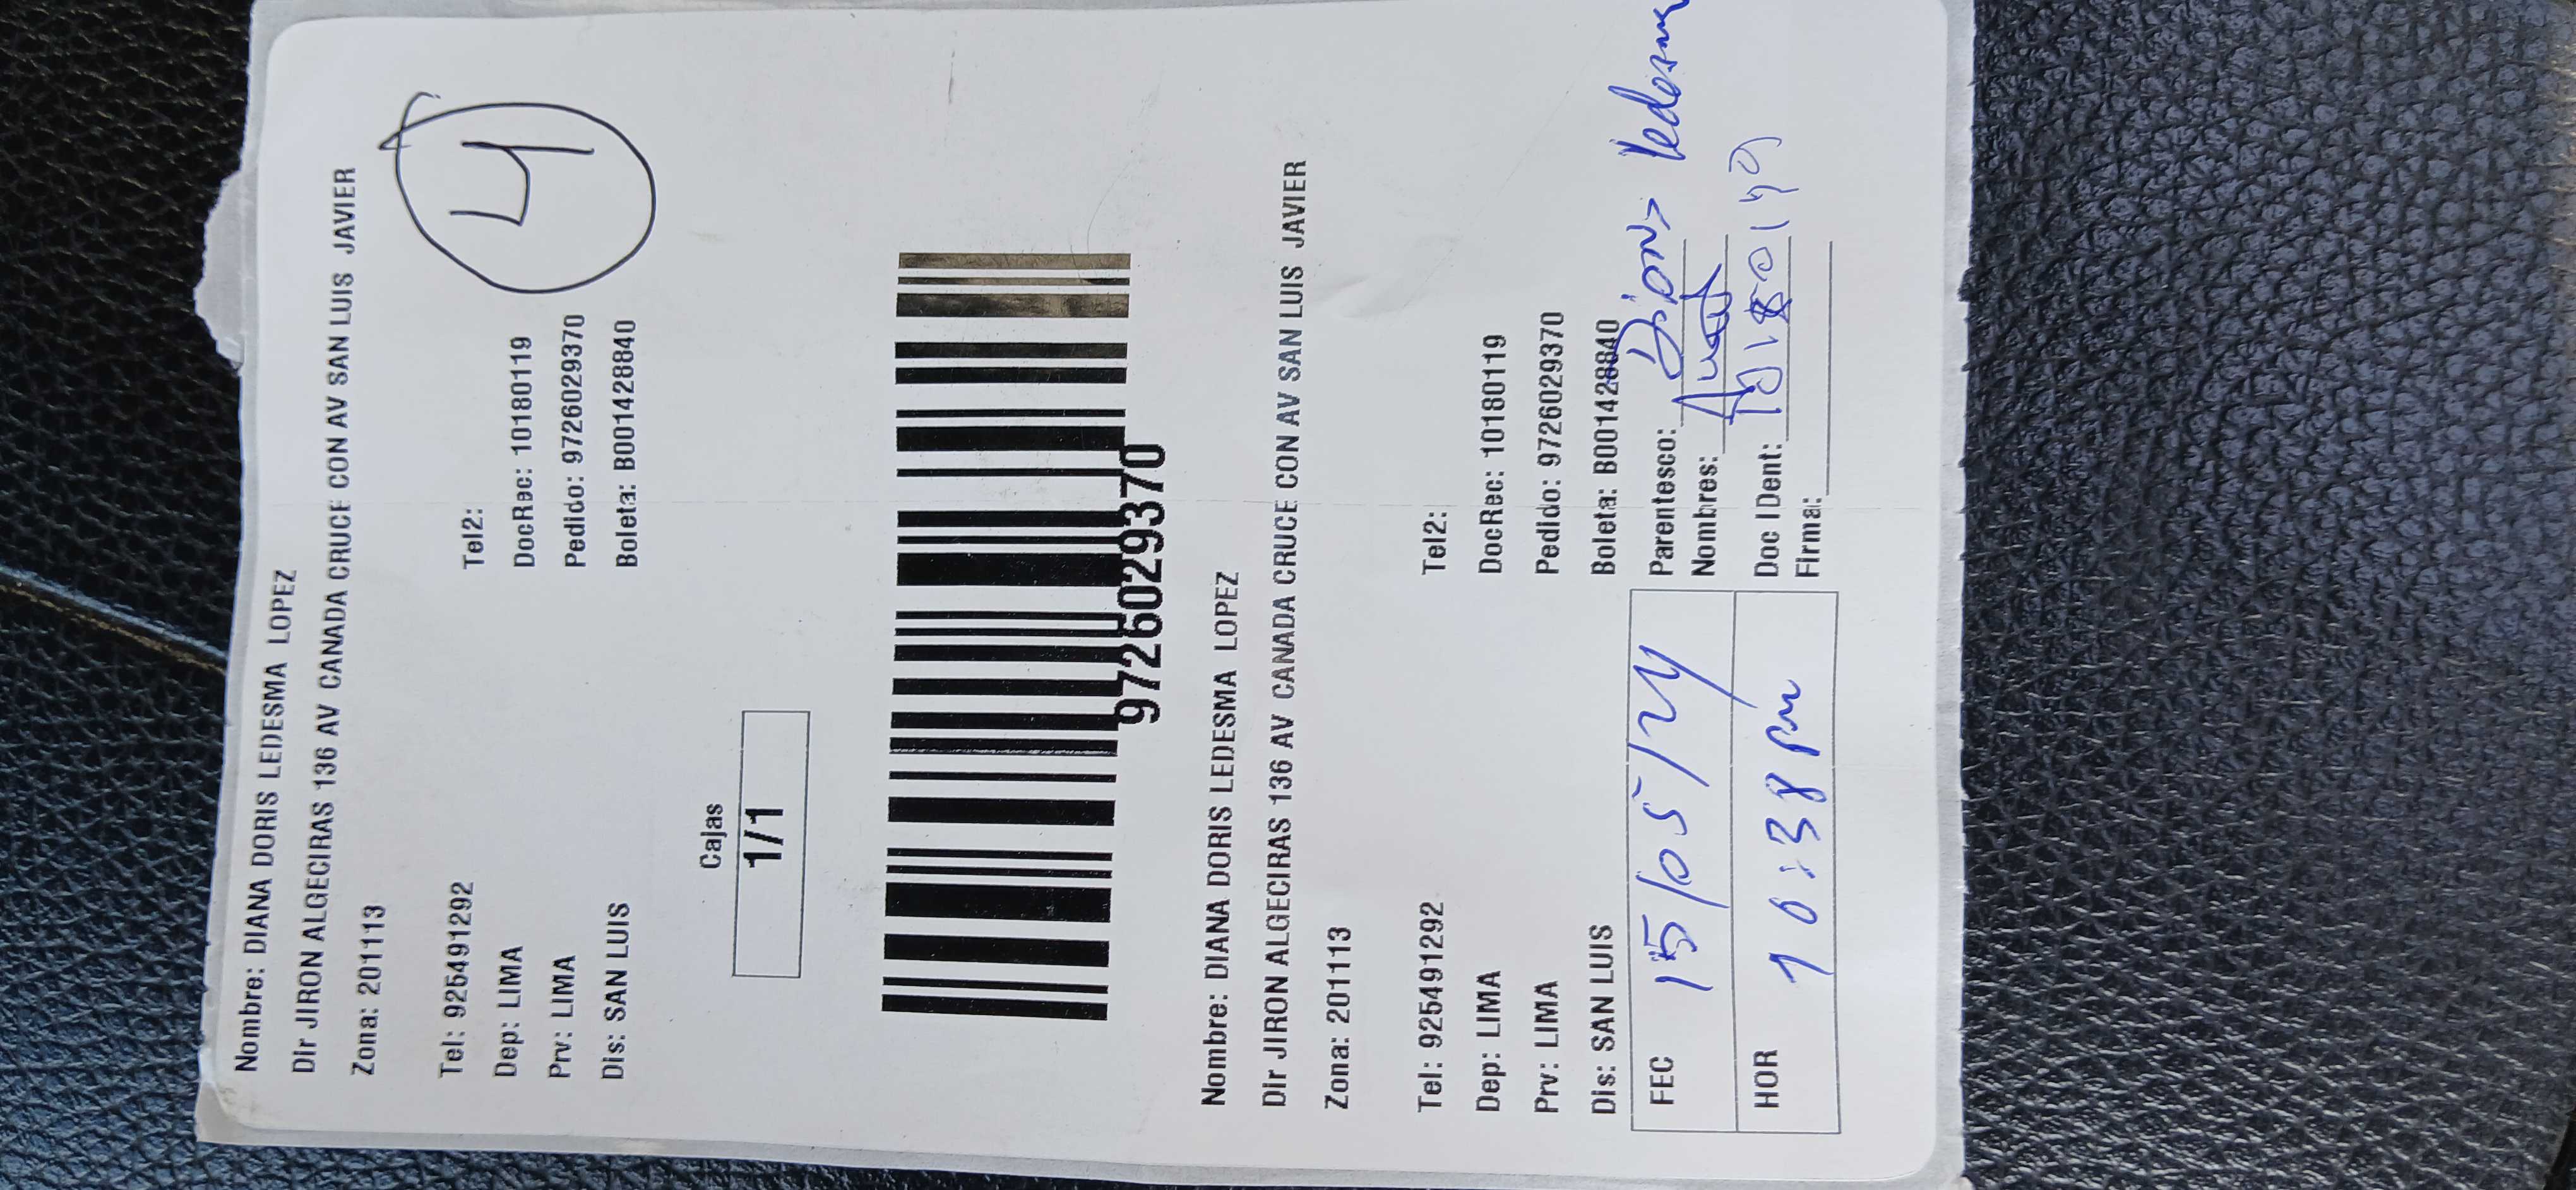 Nombre: DIANA DORIS LEDESMA LOPEZ
Dir JIRON ALGECIRAS 136 AV CANADA CRUCE CON AV SAN LUIS JAVIER
Zona: 201113
4
Tel: 925491292 Tel2:
Dep: LIMA DocRec: 10180119
Prv: LIMA Pedido: 9726029370
Dis: SAN LUIS Boleta: B001428840
Cajas
1/1
9726029370
Nombre: DIANA DORIS LEDESMA LOPEZ
Dir JIRON ALGECIRAS 136 AV CANADA CRUCE CON AV SAN LUIS JAVIER
Zona: 201113
Tel: 925491292 Tel2:
Dep: LIMA DocRec: 10180119
Prv: LIMA Pedido: 9726029370
Dis: SAN LUIS Boleta: B001428840
FEC 15/05/24 Parentesco:
Nombres:
HOR 10:38 pm Doc IDent:
Firma: